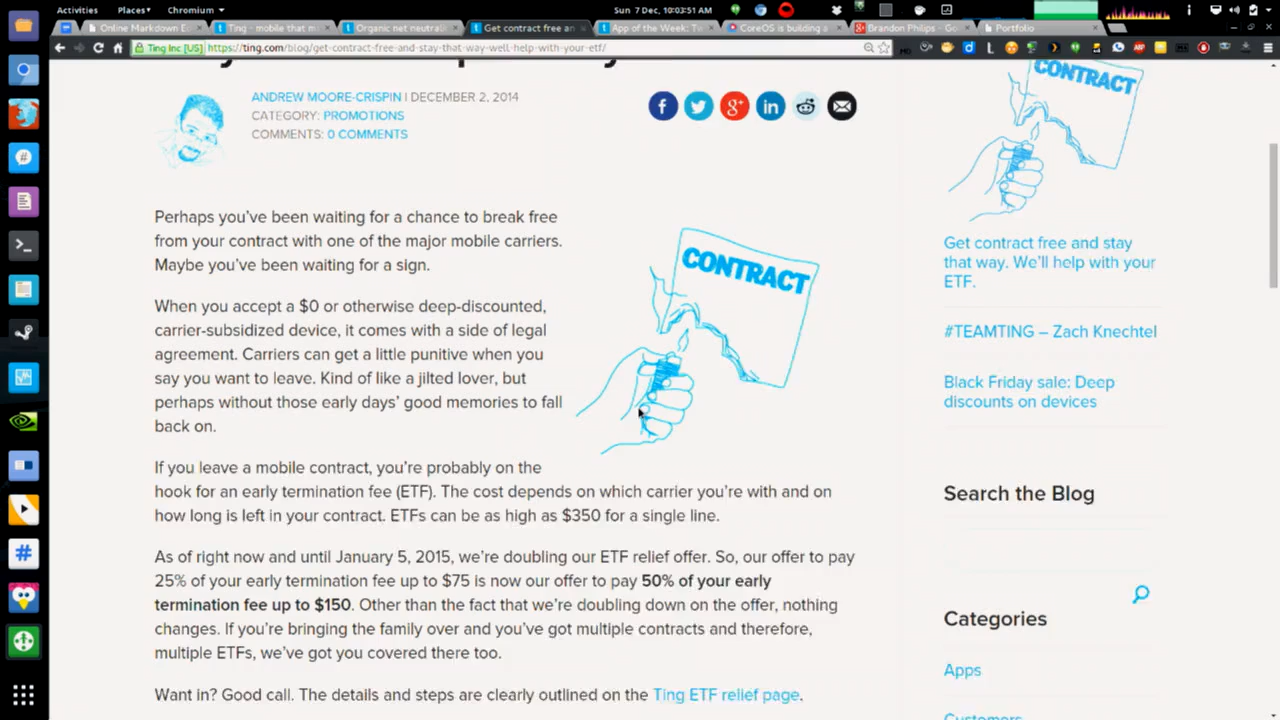 Activities Places Chromium Sun 7 Dec, 10:03:51 AM
Online Markdown E
Ting - mobile that m
Organic net neutrali
Get contract free an
App of the Week: T
CoreOS is building a
Brandon Philips - Go
Portfolio
Ting Inc [US] https://ting.com/blog/get-contract-free-and-stay-that-way-well-help-with-your-etf/
ANDREW MOORE-CRISPIN | DECEMBER 2, 2014
CATEGORY: PROMOTIONS
COMMENTS: 0 COMMENTS
Perhaps you've been waiting for a chance to break free
from your contract with one of the major mobile carriers.
Maybe you've been waiting for a sign.
CONTRACT
When you accept a $0 or otherwise deep-discounted,
carrier-subsidized device, it comes with a side of legal
agreement. Carriers can get a little punitive when you
say you want to leave. Kind of like a jilted lover, but
perhaps without those early days' good memories to fall
back on.
If you leave a mobile contract, you're probably on the
hook for an early termination fee (ETF). The cost depends on which carrier you're with and on
how long is left in your contract. ETFs can be as high as $350 for a single line.
As of right now and until January 5, 2015, we're doubling our ETF relief offer. So, our offer to pay
25% of your early termination fee up to $75 is now our offer to pay 50% of your early
termination fee up to $150. Other than the fact that we're doubling down on the offer, nothing
changes. If you're bringing the family over and you've got multiple contracts and therefore,
multiple ETFs, we've got you covered there too.
Want in? Good call. The details and steps are clearly outlined on the Ting ETF relief page.
CONTRACT
Get contract free and stay
that way. We'll help with your
ETF.
#TEAMTING – Zach Knechtel
Black Friday sale: Deep
discounts on devices
Search the Blog
Categories
Apps
Customers